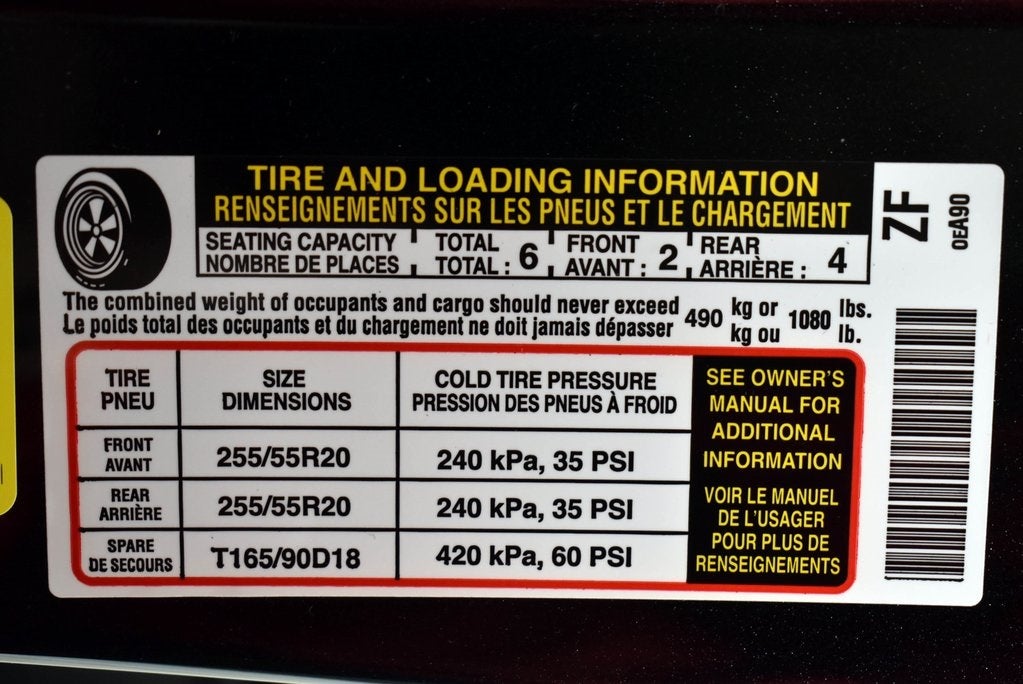 TIRE AND LOADING INFORMATION
RENSEIGNEMENTS SUR LES PNEUS ET LE CHARGEMENT
SEATING CAPACITY TOTAL FRONT REAR
NOMBRE DE PLACES TOTAL : 6 AVANT : 2 ARRIÈRE : 4
The combined weight of occupants and cargo should never exceed 490 kg or 1080 lbs.
Le poids total des occupants et du chargement ne doit jamais dépasser kg ou lb.
TIRE SIZE COLD TIRE PRESSURE
PNEU DIMENSIONS PRESSION DES PNEUS À FROID
FRONT
AVANT 255/55R20 240 kPa, 35 PSI
REAR
ARRIÈRE 255/55R20 240 kPa, 35 PSI
SPARE
DE SECOURS T165/90D18 420 kPa, 60 PSI
SEE OWNER'S
MANUAL FOR
ADDITIONAL
INFORMATION
VOIR LE MANUEL
DE L'USAGER
POUR PLUS DE
RENSEIGNEMENTS
ZF
0EA90